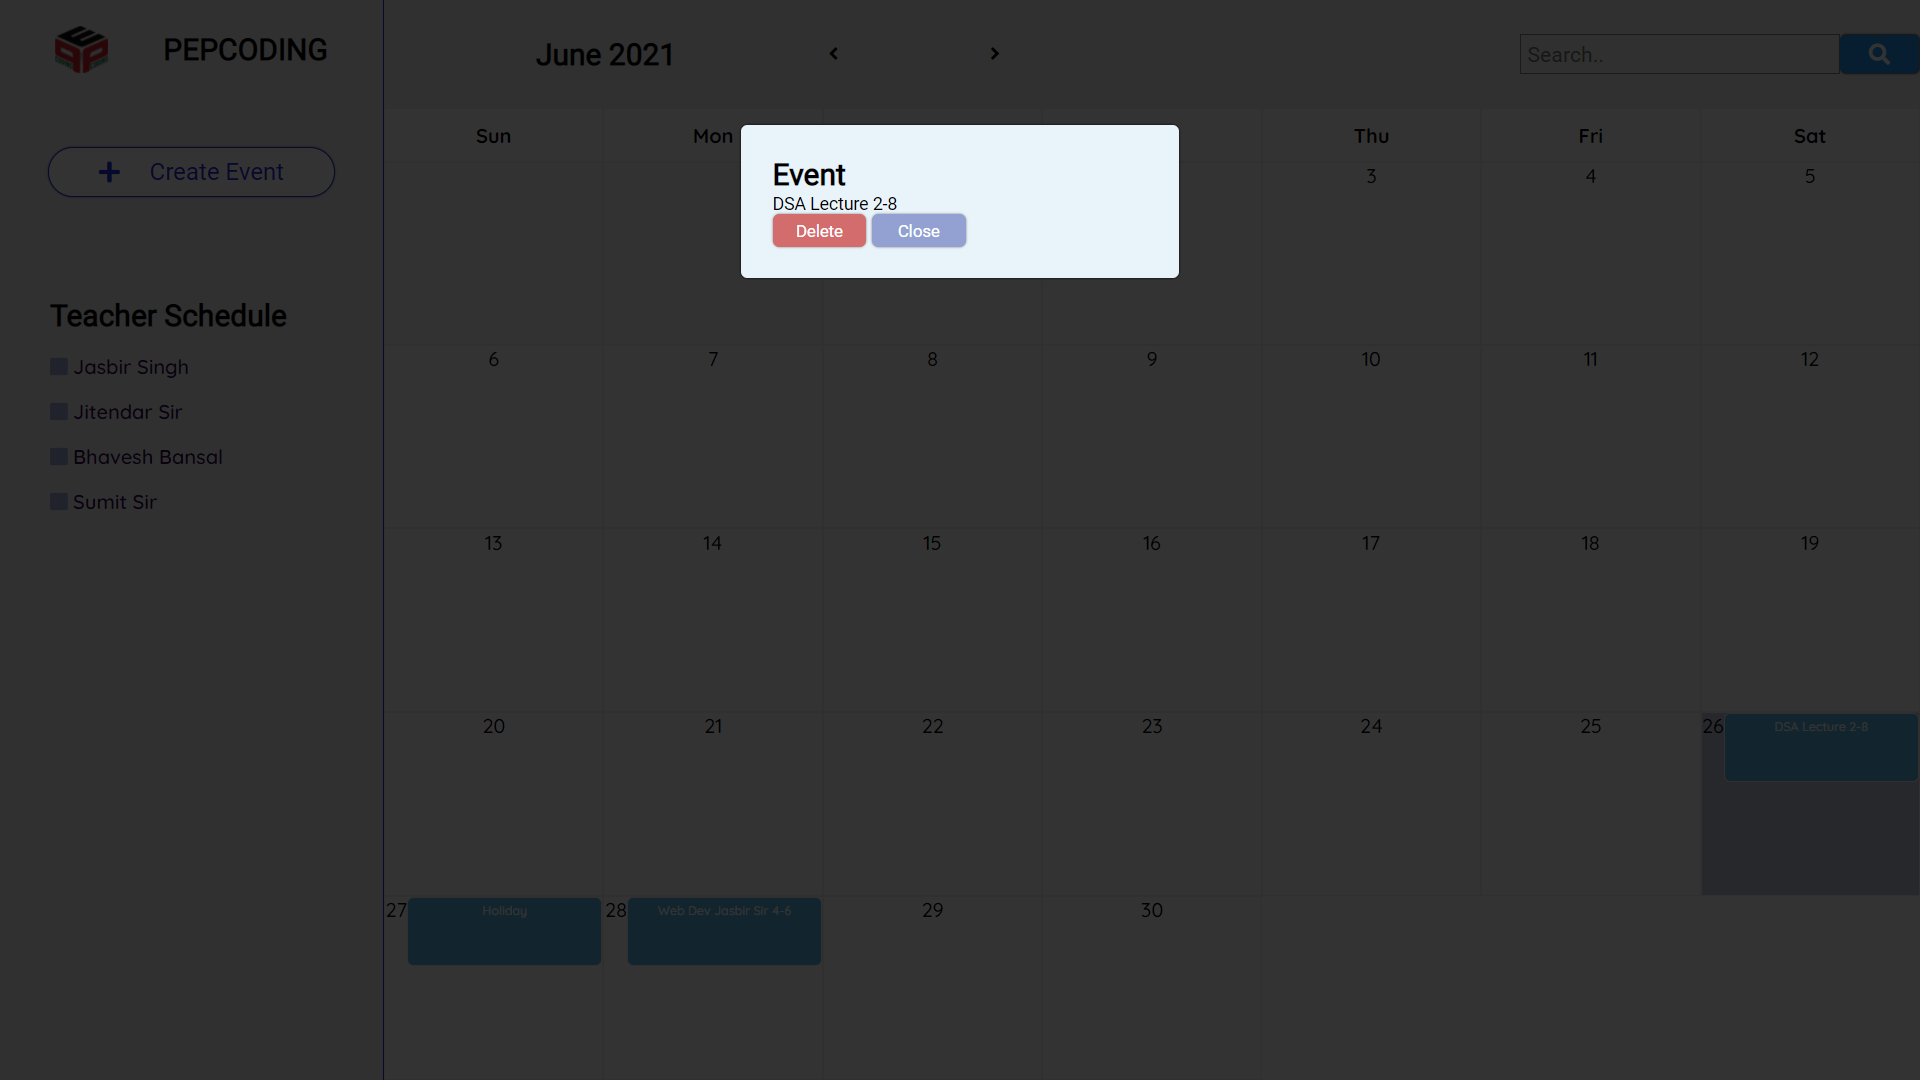 PEPCODING
June 2021
Search..
Create Event
Teacher Schedule
Jasbir Singh
Jitendar Sir
Bhavesh Bansal
Sumit Sir
Sun
Mon
Thu
Fri
Sat
Event
DSA Lecture 2-8
Delete
Close
3
4
5
6
7
8
9
10
11
12
13
14
15
16
17
18
19
20
21
22
23
24
25
26
DSA Lecture 2-8
27
Holiday
28
Web Dev Jasbir Sir 4-6
29
30